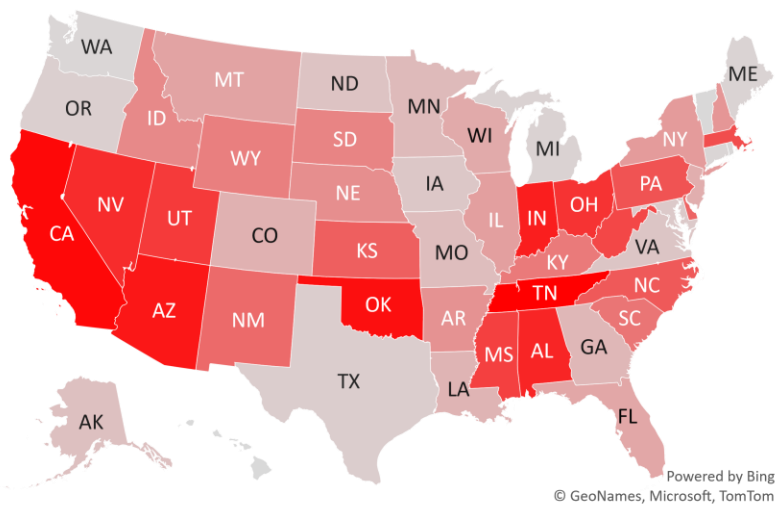 WA
ME
MT
ND
OR
MN
ID
WI
SD
NY
MI
WY
PA
NE
IA
NV
IL
IN
OH
UT
CA
CO
VA
KS
MO
KY
NC
TN
AZ
OK
NM
AR
SC
MS
AL
GA
TX
LA
FL
AK
Powered by Bing
© GeoNames, Microsoft, TomTom